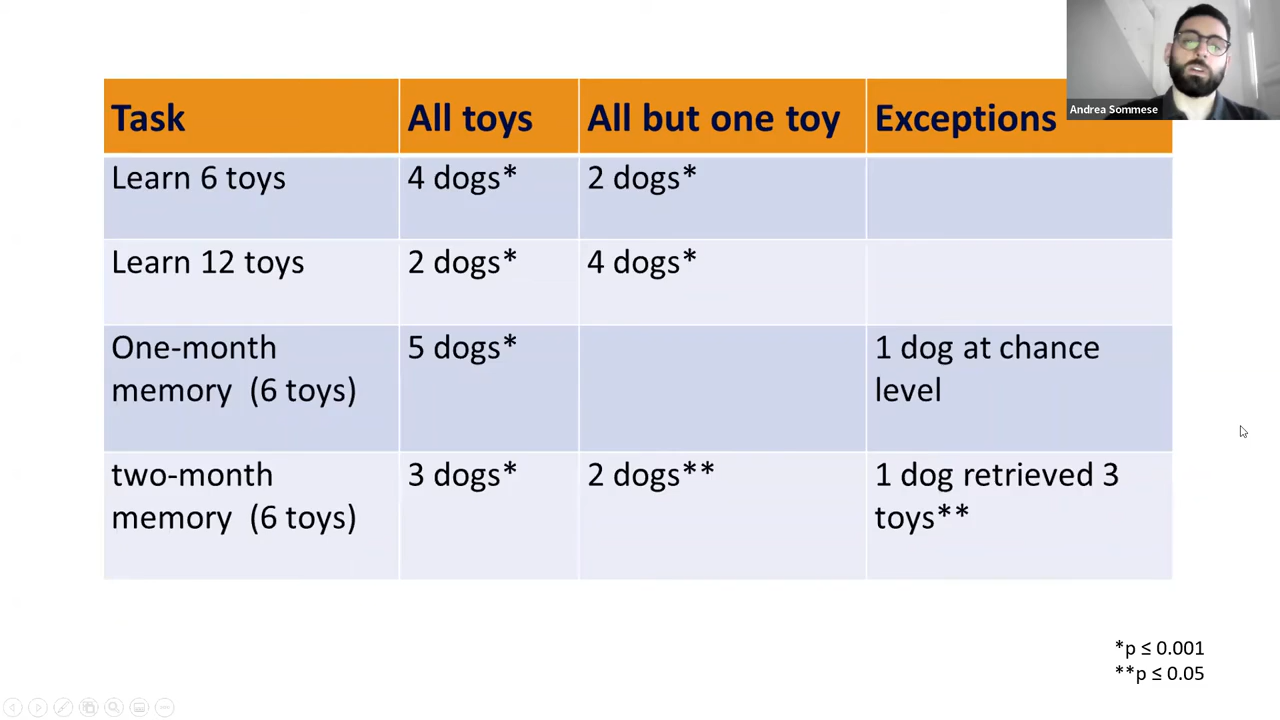 Andrea Sommese
Task All toys All but one toy Exceptions
Learn 6 toys 4 dogs* 2 dogs*
Learn 12 toys 2 dogs* 4 dogs*
One-month 5 dogs* 1 dog at chance
memory (6 toys) level
two-month 3 dogs* 2 dogs** 1 dog retrieved 3
memory (6 toys) toys**
*p ≤ 0.001
**p ≤ 0.05